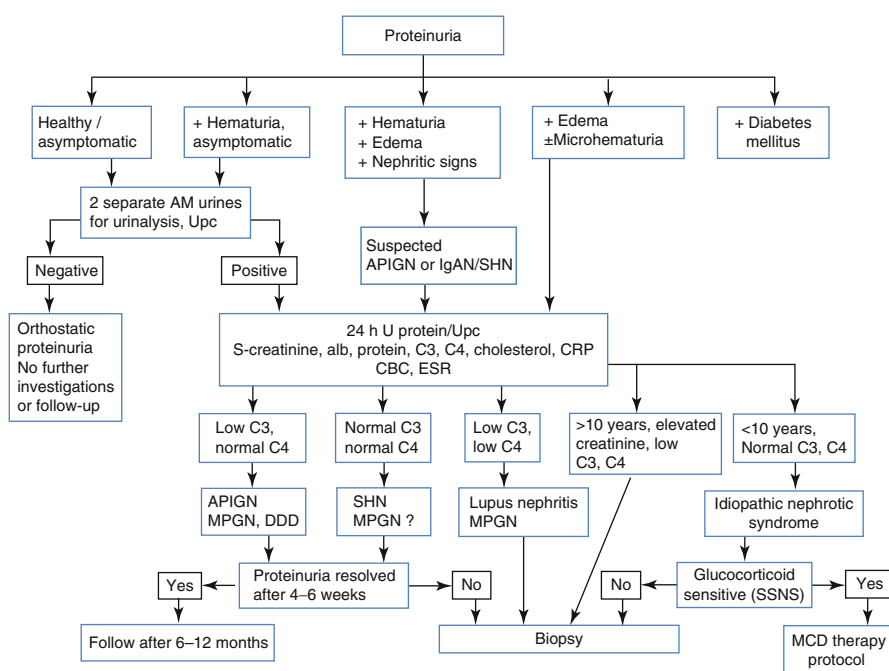 Proteinuria
Healthy /
asymptomatic
+ Hematuria,
asymptomatic
+ Hematuria
+ Edema
+ Nephritic signs
+ Edema
±Microhematuria
+ Diabetes
mellitus
2 separate AM urines
for urinalysis, Upc
Suspected
APIGN or IgAN/SHN
Negative
Positive
Orthostatic
proteinuria
No further
investigations
or follow-up
24 h U protein/Upc
S-creatinine, alb, protein, C3, C4, cholesterol, CRP
CBC, ESR
Low C3,
normal C4
Normal C3
normal C4
Low C3,
low C4
>10 years, elevated
creatinine, low
C3, C4
<10 years,
Normal C3, C4
APIGN
MPGN, DDD
SHN
MPGN ?
Lupus nephritis
MPGN
Idiopathic nephrotic
syndrome
Yes
Proteinuria resolved
after 4–6 weeks
No
No
Glucocorticoid
sensitive (SSNS)
Yes
Follow after 6–12 months
Biopsy
MCD therapy
protocol